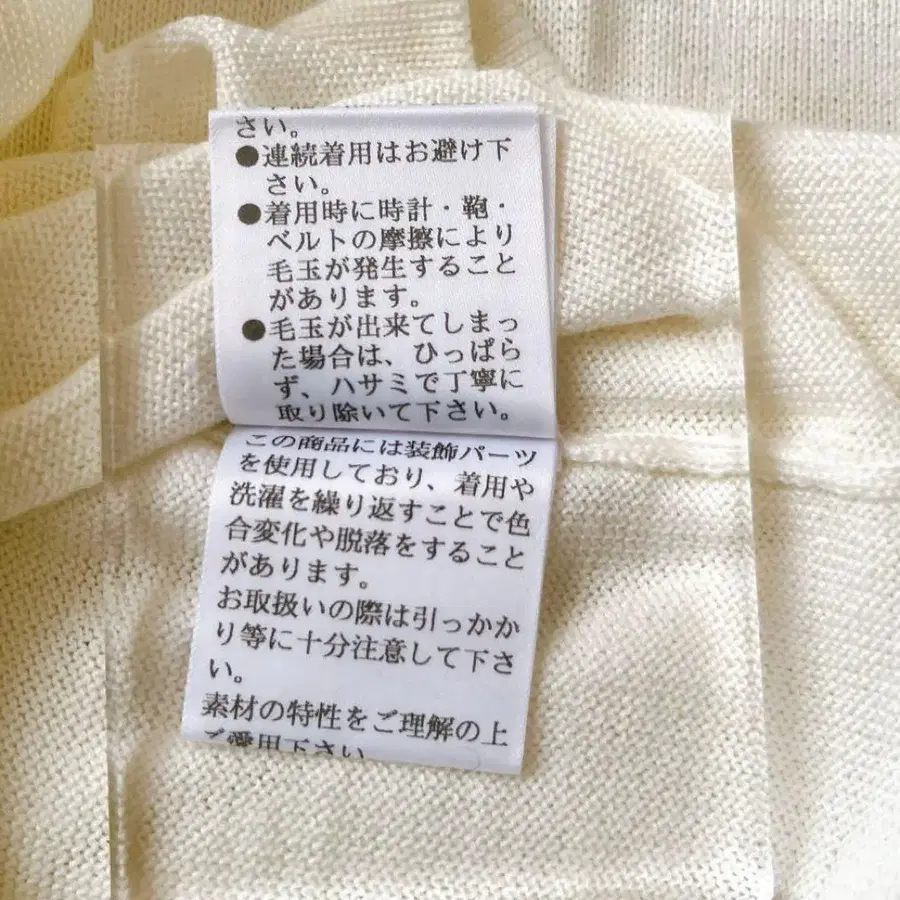 さい。
●連続着用はお避け下
さい。
●着用時に時計・鞄・
ベルトの摩擦により
毛玉が発生すること
があります。
●毛玉が出来てしまっ
た場合は、ひっぱら
ず、ハサミで丁寧に
取り除いて下さい。
この商品には装飾パーツ
を使用しており、着用や
洗濯を繰り返すことで色
合変化や脱落をすること
があります。
お取扱いの際は引っかか
り等に十分注意して下さ
い。
素材の特性をご理解の上
ご愛用下さい